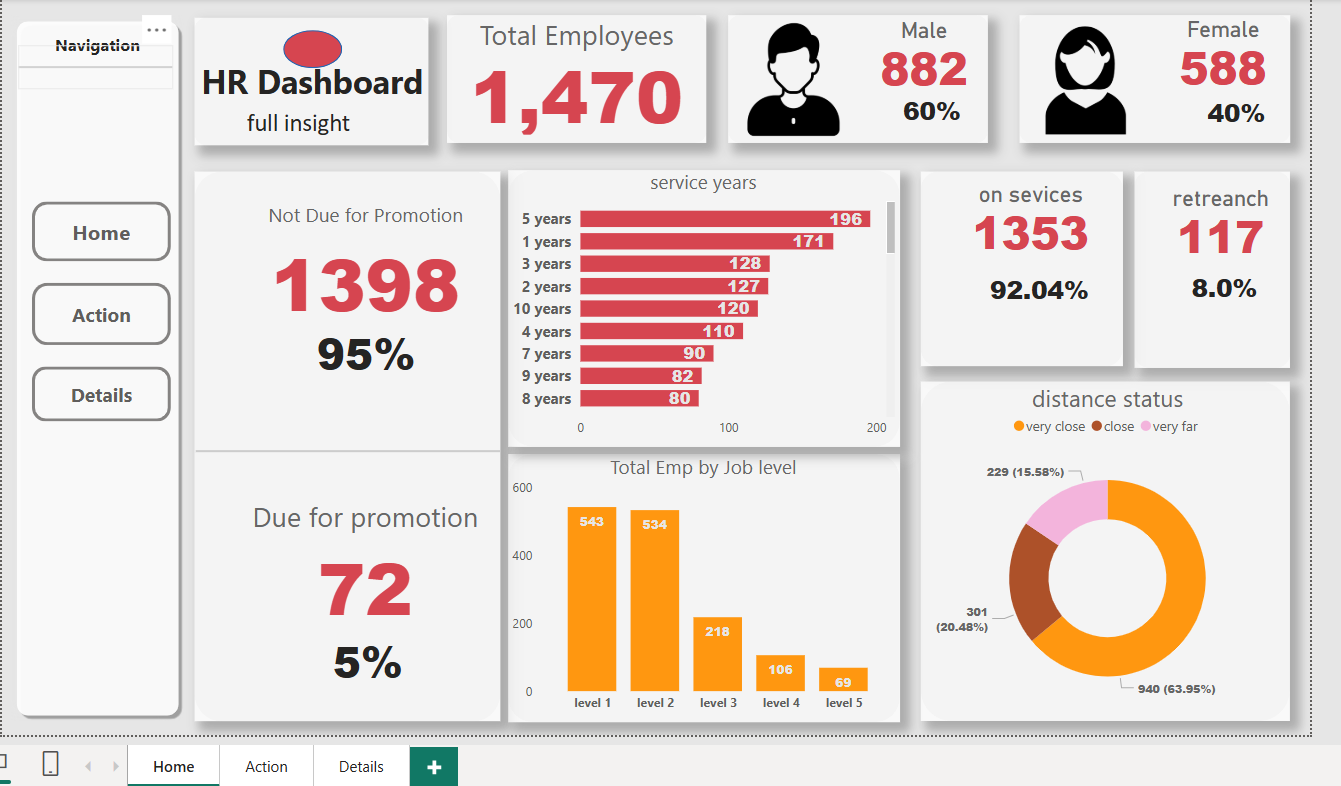 Navigation
...
HR Dashboard
full insight
Total Employees
1,470
Male
882
60%
Female
588
40%
Home
Action
Details
Not Due for Promotion
1398
95%
Due for promotion
72
5%
service years
5 years 196
1 years 171
3 years 128
2 years 127
10 years 120
4 years 110
7 years 90
9 years 82
8 years 80
0 100 200
Total Emp by Job level
600
400
200
0
543 534 218 106 69
level 1 level 2 level 3 level 4 level 5
on sevices
1353
92.04%
retreanch
117
8.0%
distance status
very close close very far
229 (15.58%)
301
(20.48%)
940 (63.95%)
Home Action Details +